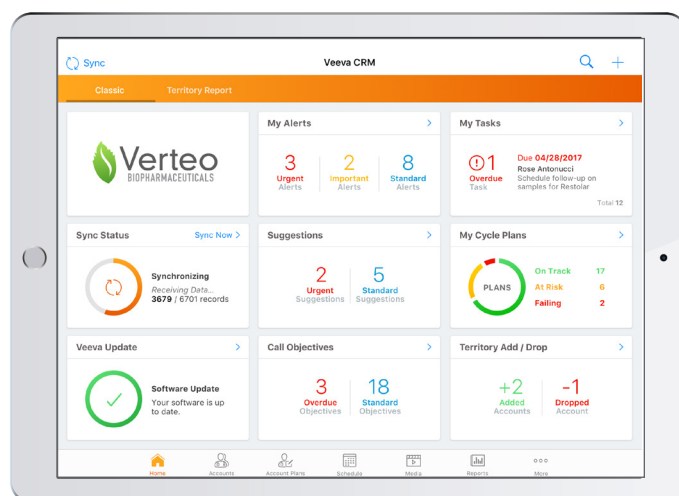 Sync
Veeva CRM
Classic
Territory Report
Verteo
BIOPHARMACEUTICALS
My Alerts
3
Urgent
Alerts
2
Important
Alerts
8
Standard
Alerts
My Tasks
1
Overdue
Task
Due 04/28/2017
Rose Antonucci
Schedule follow-up on
samples for Restolar
Total 12
Sync Status
Sync Now
Synchronizing
Receiving Data...
3679 / 6701 records
Suggestions
2
Urgent
Suggestions
5
Standard
Suggestions
My Cycle Plans
PLANS
On Track 17
At Risk 6
Failing 2
Veeva Update
Software Update
Your software is up
to date.
Call Objectives
3
Overdue
Objectives
18
Standard
Objectives
Territory Add / Drop
+2
Added
Accounts
-1
Dropped
Account
Home
Accounts
Account Plans
Schedule
Media
Reports
More